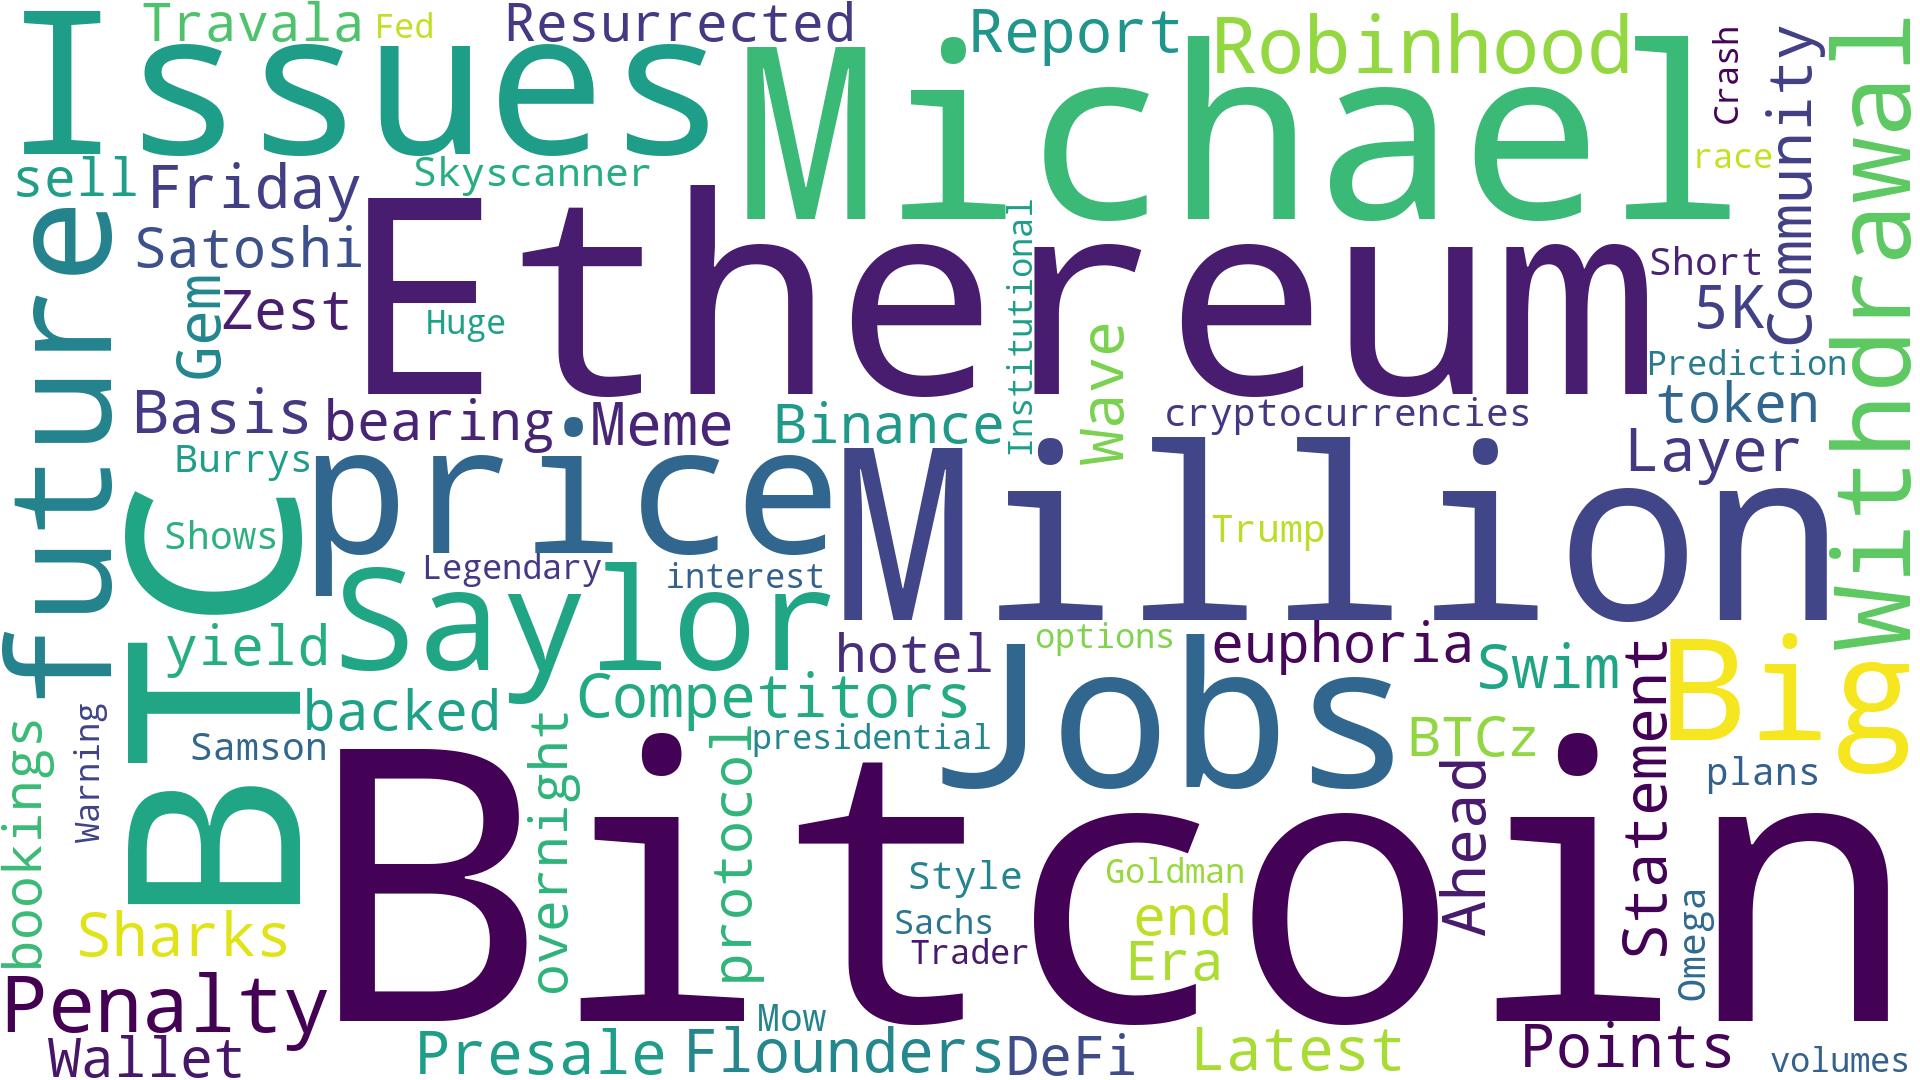 Issues
Travala
Fed
Resurrected
Report
Robinhood
Michael
Crash
Community
Withdrawal
race
sell
Friday
Skyscanner
future
Satoshi
Ethereum
Institutional
Short
Gem
Zest
Huge
Wave
5K
Prediction
Basis
bearing
Meme
Binance
cryptocurrencies
token
Burrys
price
Million
Layer
BTC
Shows
Trump
Legendary
interest
Saylor
yield
hotel
options
euphoria
Swim
Statement
Big
backed
Competitors
Jobs
bookings
Warning
Samson
overnight
protocol
presidential
BTCz
Ahead
plans
Bitcoin
Style
Goldman
Sharks
Sachs
end
Omega
Trader
Era
Penalty
Wallet
Presale
Mow
Flounders
DeFi
Latest
Points
volumes